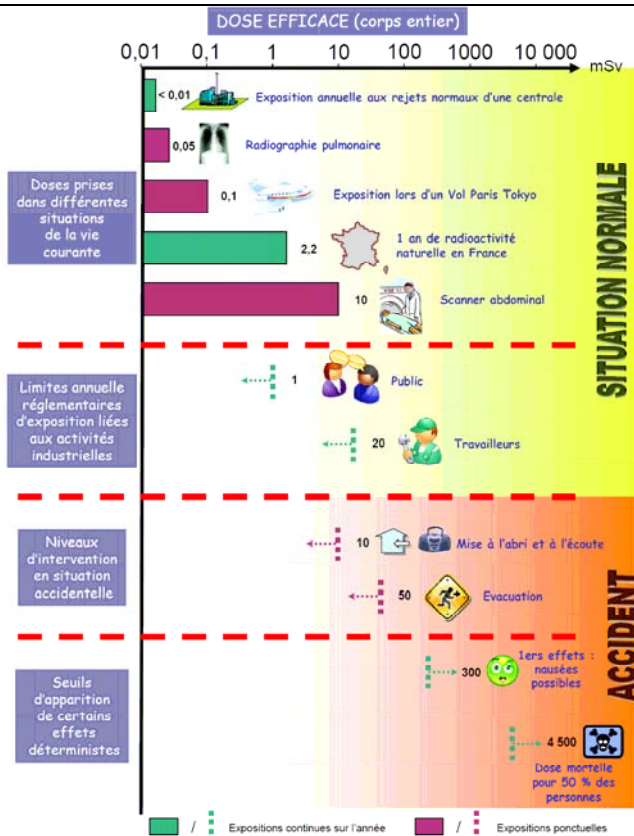 DOSE EFFICACE (corps entier)
0,01 0,1 1 10 100 1000 10 000
mSv
< 0,01
Exposition annuelle aux rejets normaux d'une centrale
0,05
Radiographie pulmonaire
Doses prises
dans différentes
situations
de la vie
courante
0,1
Exposition lors d'un Vol Paris Tokyo
2,2
1 an de radioactivité
naturelle en France
10
Scanner abdominal
SITUATION NORMALE
Limites annuelle
réglementaires
d'exposition liées
aux activités
industrielles
1
Public
20
Travailleurs
Niveaux
d'intervention
en situation
accidentelle
10
Mise à l'abri et à l'écoute
50
Evacuation
ACCIDENT
Seuils
d'apparition
de certains
effets
déterministes
300
1ers effets :
nausées
possibles
4 500
Dose mortelle
pour 50 % des
personnes
/ Expositions continues sur l'année
/ Expositions ponctuelles